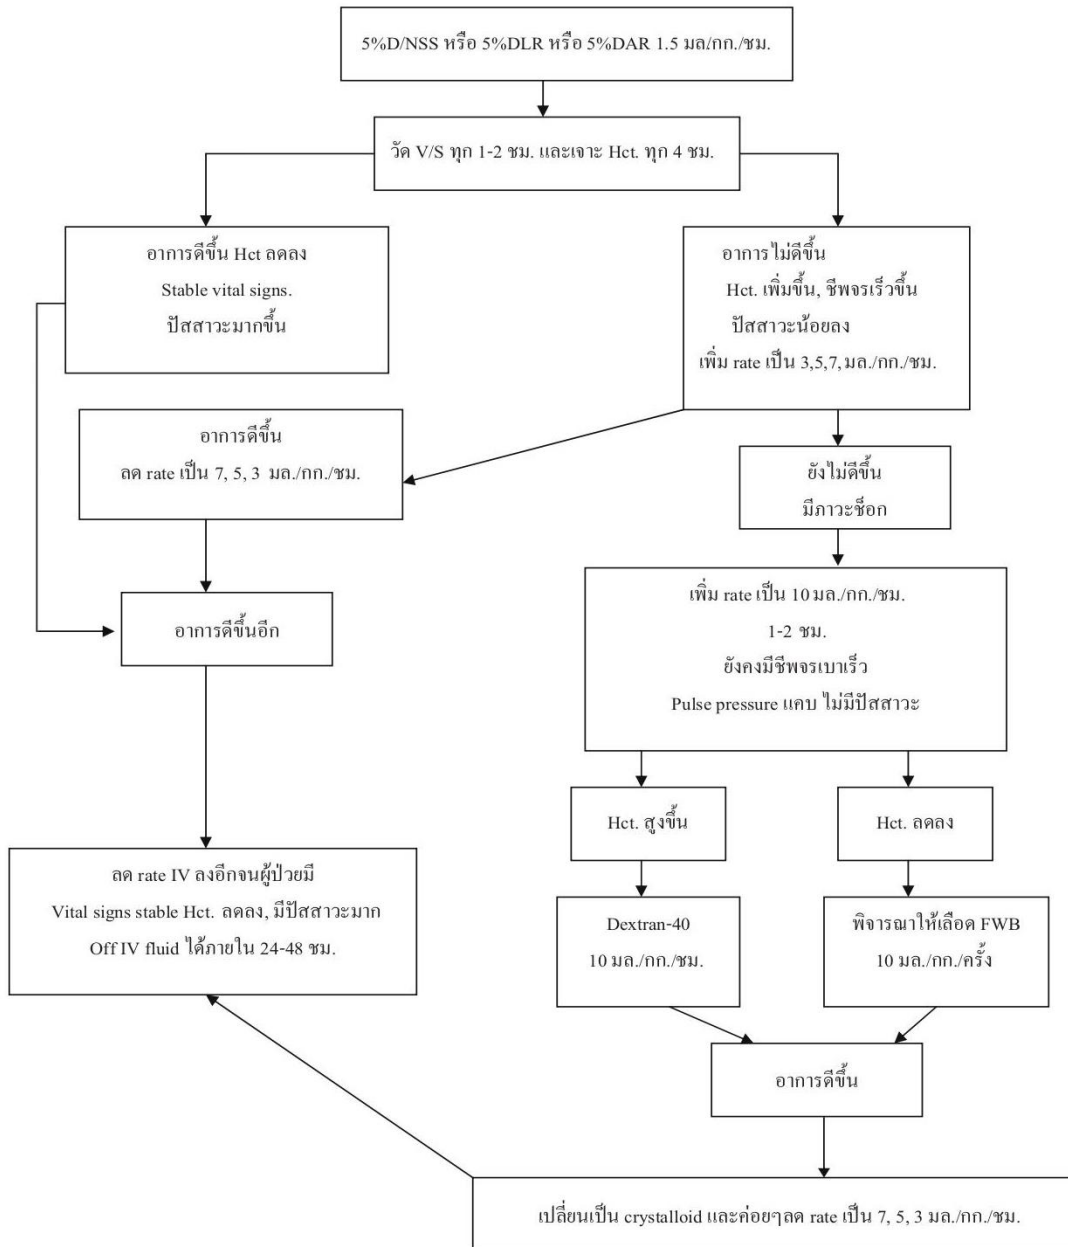 5%D/NSS หรือ 5%DLR หรือ 5%DAR 1.5 มล/กก./ชม.
วัด V/S ทุก 1-2 ชม. และเจาะ Hct. ทุก 4 ชม.
อาการดีขึ้น Hct ลดลง
Stable vital signs.
ปัสสาวะมากขึ้น
อาการไม่ดีขึ้น
Hct. เพิ่มขึ้น, ชีพจรเร็วขึ้น
ปัสสาวะน้อยลง
เพิ่ม rate เป็น 3,5,7, มล./กก./ชม.
อาการดีขึ้น
ลด rate เป็น 7, 5, 3 มล./กก./ชม.
ยังไม่ดีขึ้น
มีภาวะช็อก
อาการดีขึ้นอีก
เพิ่ม rate เป็น 10 มล./กก./ชม.
1-2 ชม.
ยังคงมีชีพจรเบาเร็ว
Pulse pressure แคบ ไม่มีปัสสาวะ
Hct. สูงขึ้น
Hct. ลดลง
ลด rate IV ลงอีกจนผู้ป่วยมี
Vital signs stable Hct. ลดลง, มีปัสสาวะมาก
Off IV fluid ได้ภายใน 24-48 ชม.
Dextran-40
10 มล./กก./ชม.
พิจารณาให้เลือด FWB
10 มล./กก./ครั้ง
อาการดีขึ้น
เปลี่ยนเป็น crystalloid และค่อยๆลด rate เป็น 7, 5, 3 มล./กก./ชม.